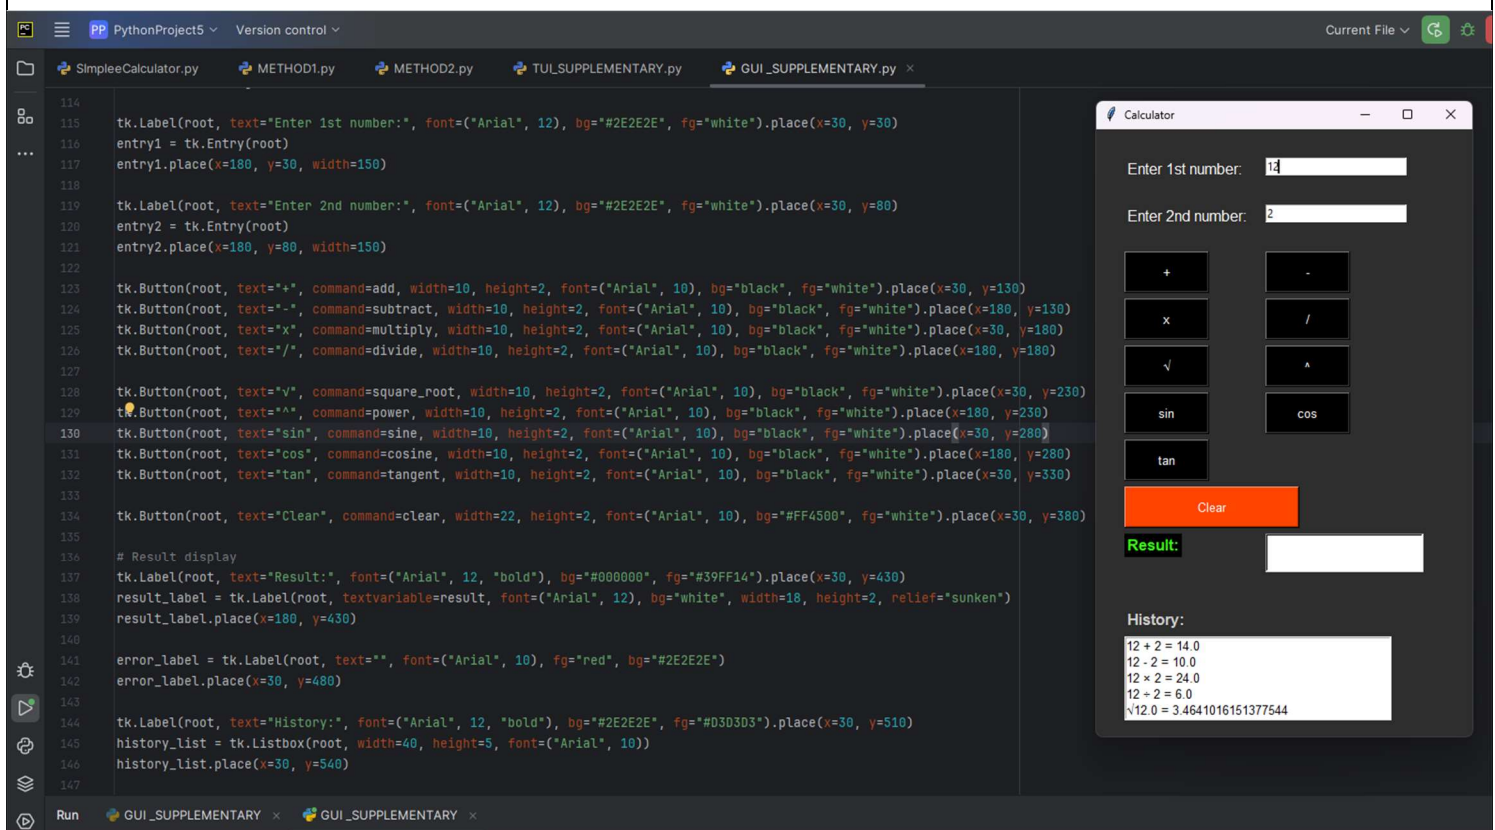 PC
PP PythonProject5 Version control Current File
SImpleeCalculator.py METHOD1.py METHOD2.py TUI_SUPPLEMENTARY.py GUI_SUPPLEMENTARY.py ×
114
115 tk.Label(root, text="Enter 1st number:", font=("Arial", 12), bg="#2E2E2E", fg="white").place(x=30, y=30)
116 entry1 = tk.Entry(root)
117 entry1.place(x=180, y=30, width=150)
118
119 tk.Label(root, text="Enter 2nd number:", font=("Arial", 12), bg="#2E2E2E", fg="white").place(x=30, y=80)
120 entry2 = tk.Entry(root)
121 entry2.place(x=180, y=80, width=150)
122
123 tk.Button(root, text="+", command=add, width=10, height=2, font=("Arial", 10), bg="black", fg="white").place(x=30, y=130)
124 tk.Button(root, text="-", command=subtract, width=10, height=2, font=("Arial", 10), bg="black", fg="white").place(x=180, y=130)
125 tk.Button(root, text="x", command=multiply, width=10, height=2, font=("Arial", 10), bg="black", fg="white").place(x=30, y=180)
126 tk.Button(root, text="/", command=divide, width=10, height=2, font=("Arial", 10), bg="black", fg="white").place(x=180, y=180)
127
128 tk.Button(root, text="√", command=square_root, width=10, height=2, font=("Arial", 10), bg="black", fg="white").place(x=30, y=230)
129 tk.Button(root, text="^", command=power, width=10, height=2, font=("Arial", 10), bg="black", fg="white").place(x=180, y=230)
130 tk.Button(root, text="sin", command=sine, width=10, height=2, font=("Arial", 10), bg="black", fg="white").place(x=30, y=280)
131 tk.Button(root, text="cos", command=cosine, width=10, height=2, font=("Arial", 10), bg="black", fg="white").place(x=180, y=280)
132 tk.Button(root, text="tan", command=tangent, width=10, height=2, font=("Arial", 10), bg="black", fg="white").place(x=30, y=330)
133
134 tk.Button(root, text="Clear", command=clear, width=22, height=2, font=("Arial", 10), bg="#FF4500", fg="white").place(x=30, y=380)
135
136 # Result display
137 tk.Label(root, text="Result:", font=("Arial", 12, "bold"), bg="#000000", fg="#39FF14").place(x=30, y=430)
138 result_label = tk.Label(root, textvariable=result, font=("Arial", 12), bg="white", width=18, height=2, relief="sunken")
139 result_label.place(x=180, y=430)
140
141 error_label = tk.Label(root, text="", font=("Arial", 10), fg="red", bg="#2E2E2E")
142 error_label.place(x=30, y=480)
143
144 tk.Label(root, text="History:", font=("Arial", 12, "bold"), bg="#2E2E2E", fg="#D3D3D3").place(x=30, y=510)
145 history_list = tk.Listbox(root, width=40, height=5, font=("Arial", 10))
146 history_list.place(x=30, y=540)
147
Calculator
Enter 1st number: 12
Enter 2nd number: 2
+ -
x /
√ ^
sin cos
tan
Clear
Result:
History:
12 + 2 = 14.0
12 - 2 = 10.0
12 × 2 = 24.0
12 ÷ 2 = 6.0
√12.0 = 3.4641016151377544
Run GUI_SUPPLEMENTARY × GUI_SUPPLEMENTARY ×